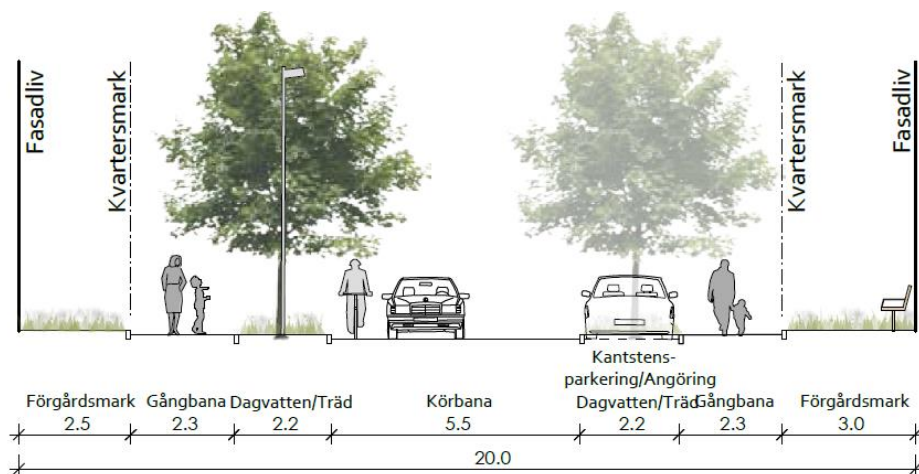 Fasadliv
Kvartersmark
Kvartersmark
Fasadliv
Kantstens-
parkering/Angöring
Förgårdsmark Gångbana Dagvatten/Träd Körbana Dagvatten/Träd Gångbana Förgårdsmark
2.5 2.3 2.2 5.5 2.2 2.3 3.0
20.0